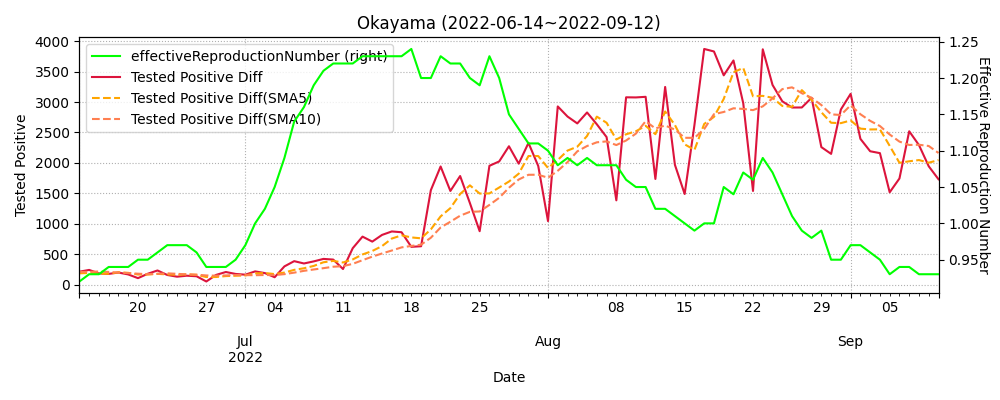 Okayama (2022-06-14~2022-09-12)
effectiveReproductionNumber (right)
Tested Positive Diff
Tested Positive Diff(SMA5)
Tested Positive Diff(SMA10)
Tested Positive
4000
3500
3000
2500
2000
1500
1000
500
0
Effective Reproduction Number
1.25
1.20
1.15
1.10
1.05
1.00
0.95
20 27 04 11 18 25 08 15 22 29 05
Jul Aug Sep
2022
Date